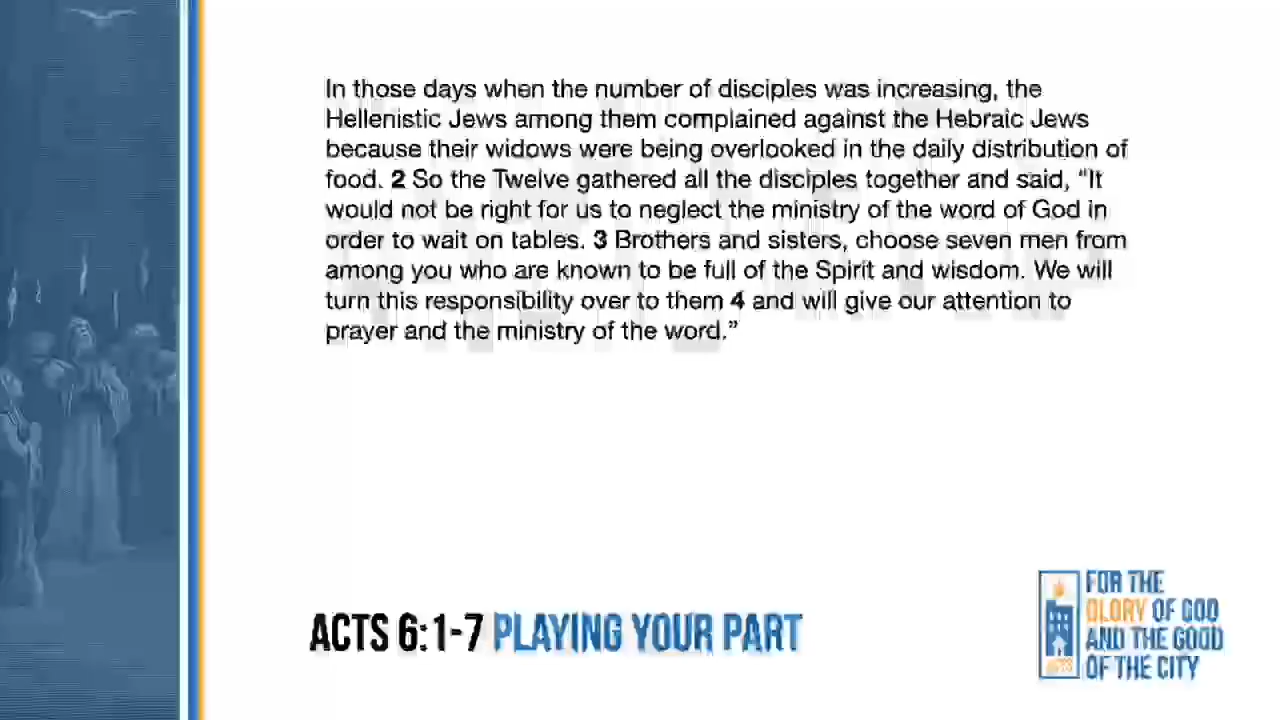 In those days when the number of disciples was increasing, the
Hellenistic Jews among them complained against the Hebraic Jews
because their widows were being overlooked in the daily distribution of
food. 2 So the Twelve gathered all the disciples together and said, “It
would not be right for us to neglect the ministry of the word of God in
order to wait on tables. 3 Brothers and sisters, choose seven men from
among you who are known to be full of the Spirit and wisdom. We will
turn this responsibility over to them 4 and will give our attention to
prayer and the ministry of the word.”
ACTS 6:1-7 PLAYING YOUR PART
FOR THE
GLORY OF GOD
AND THE GOOD
OF THE CITY
ACTS